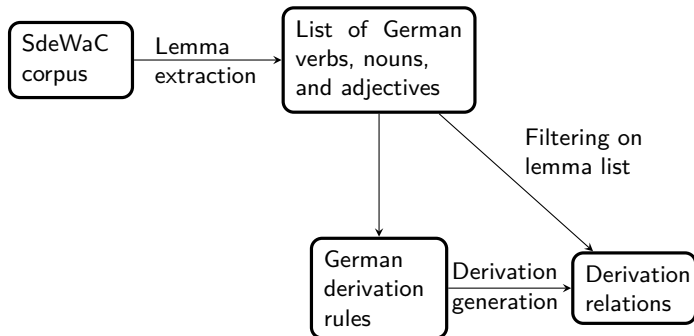 SdeWaC
corpus
Lemma
extraction
List of German
verbs, nouns,
and adjectives
Filtering on
lemma list
German
derivation
rules
Derivation
generation
Derivation
relations